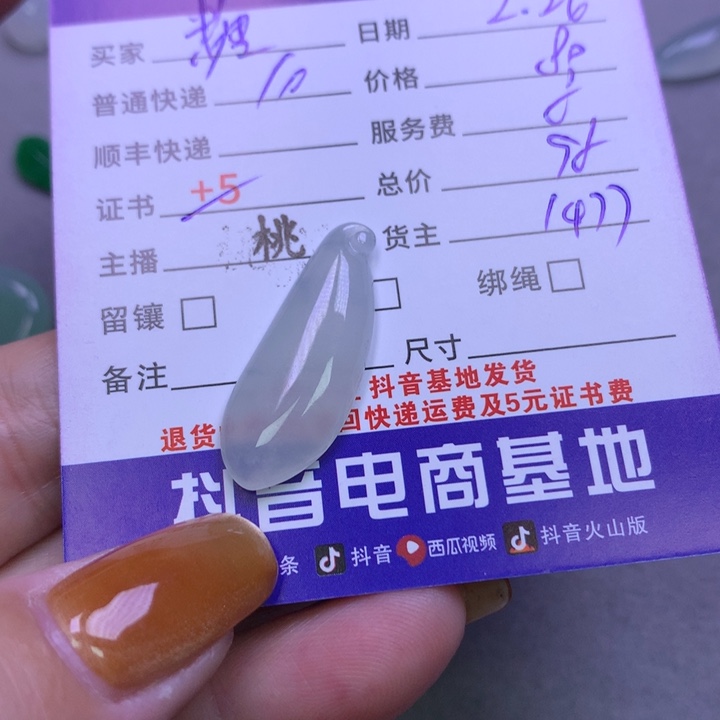 买家 日期 2.26
普通快递 10 价格
顺丰快递 服务费
证书 +5 总价
主播 桃 货主 (477)
留镶 绑绳
备注 尺寸
抖音基地发货
退货 回快递运费及5元证书费
抖音电商基地
条 抖音 西瓜视频 抖音火山版